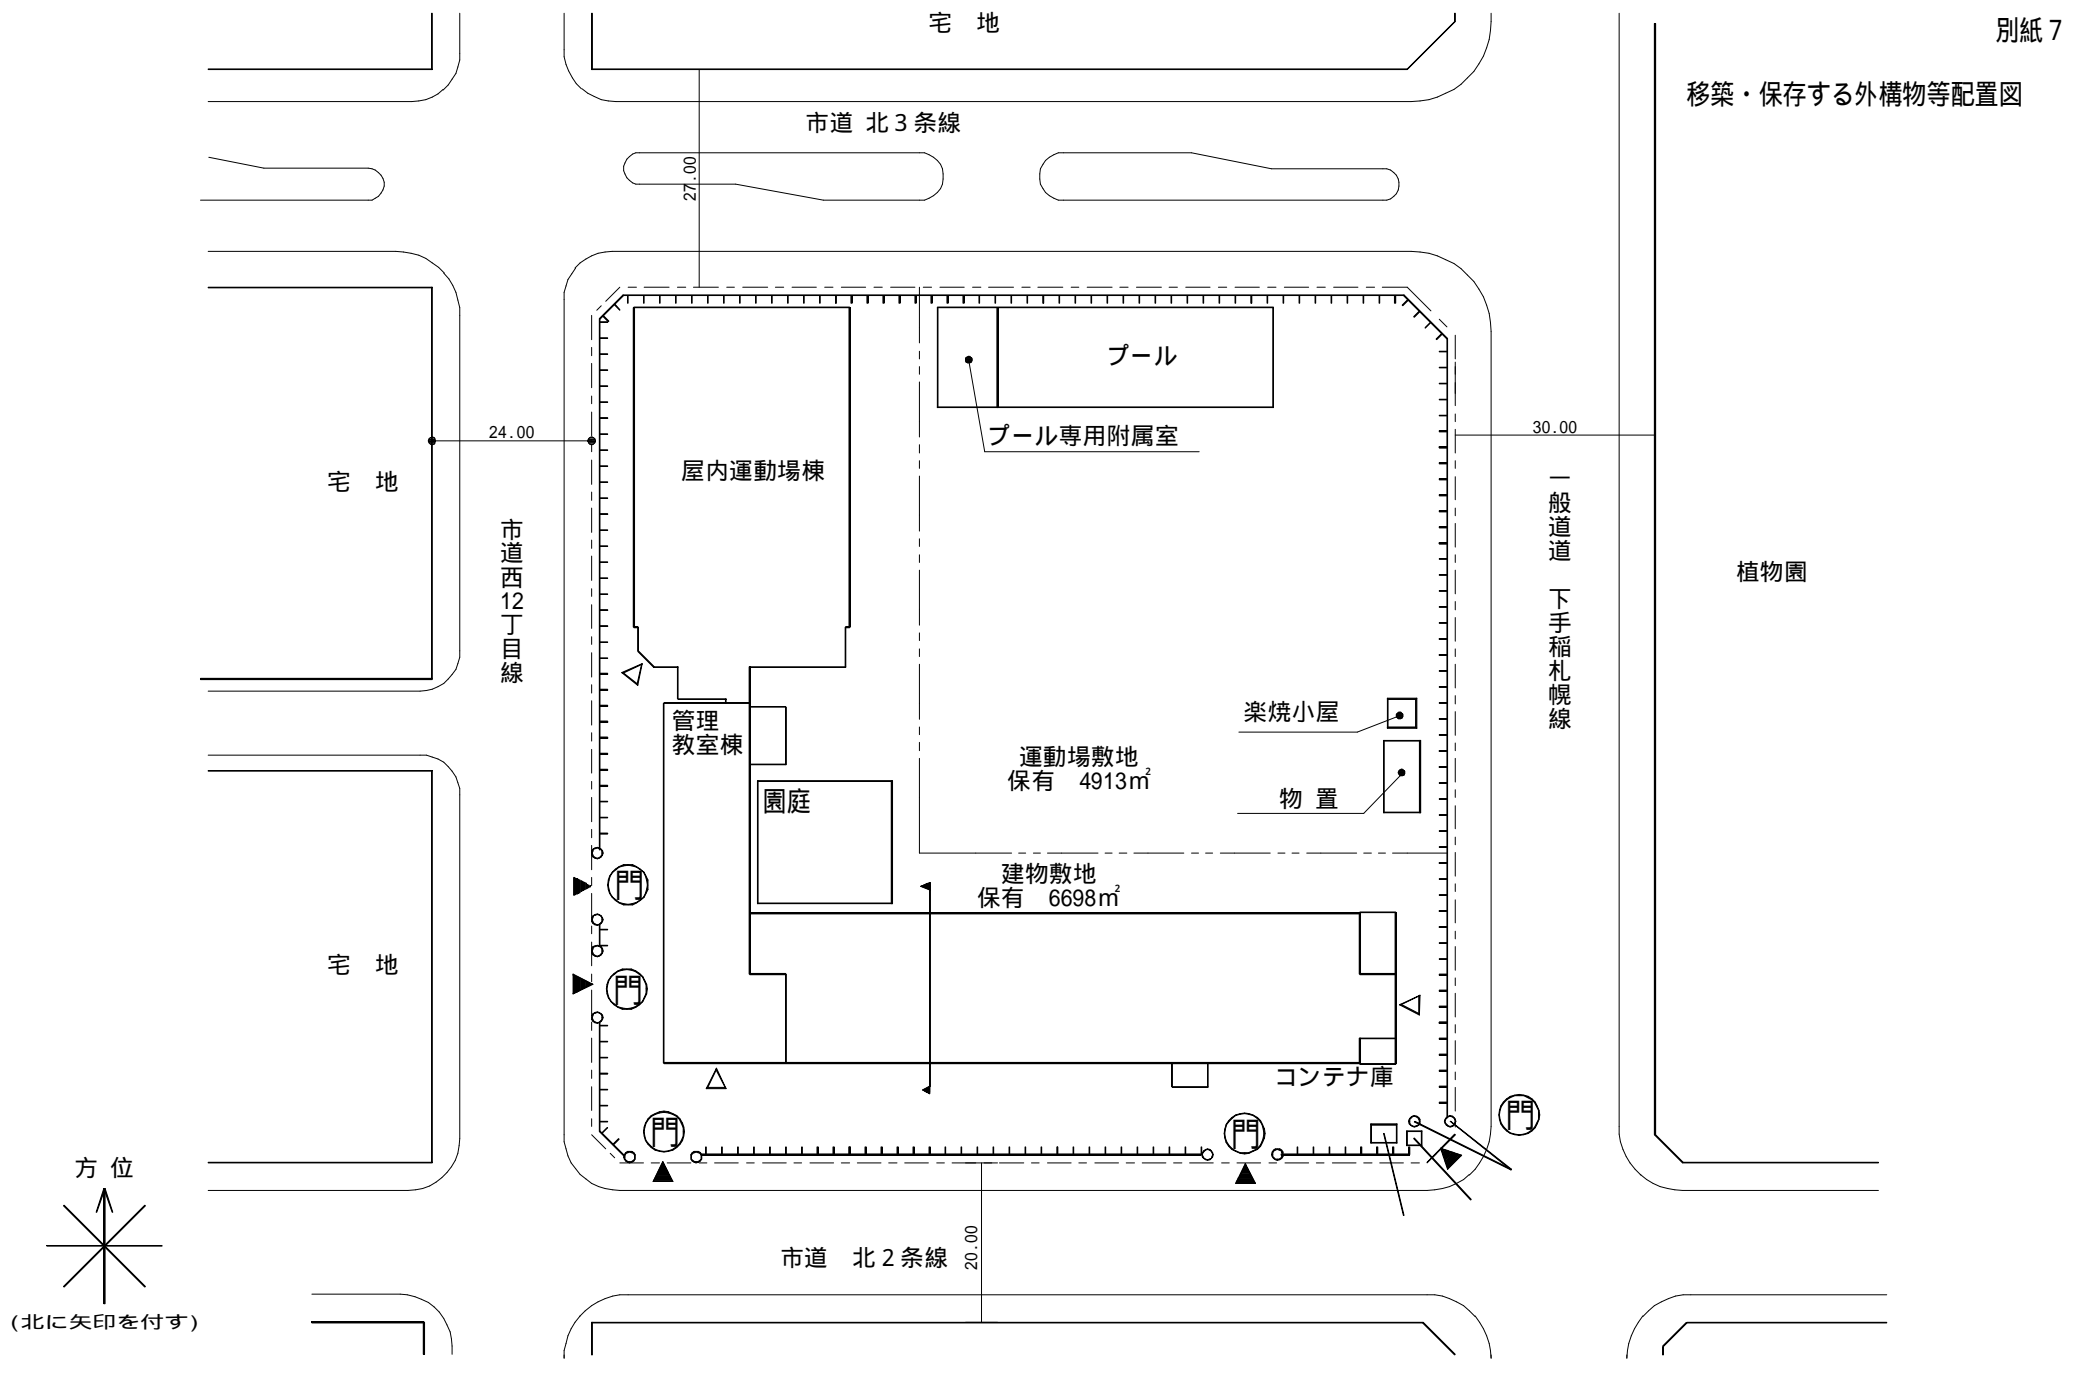 宅 地
別紙7
移築・保存する外構物等配置図
市道 北3条線
27.00
プール
プール専用附属室
24.00
30.00
屋内運動場棟
宅 地
市道西12丁目線
一般道道 下手稲札幌線
植物園
楽焼小屋
管理
教室棟
運動場敷地
保有 4913㎡
園庭
物 置
建物敷地
保有 6698㎡
門
宅 地
門
コンテナ庫
門
門
門
方 位
市道 北2条線
20.00
(北に矢印を付す)